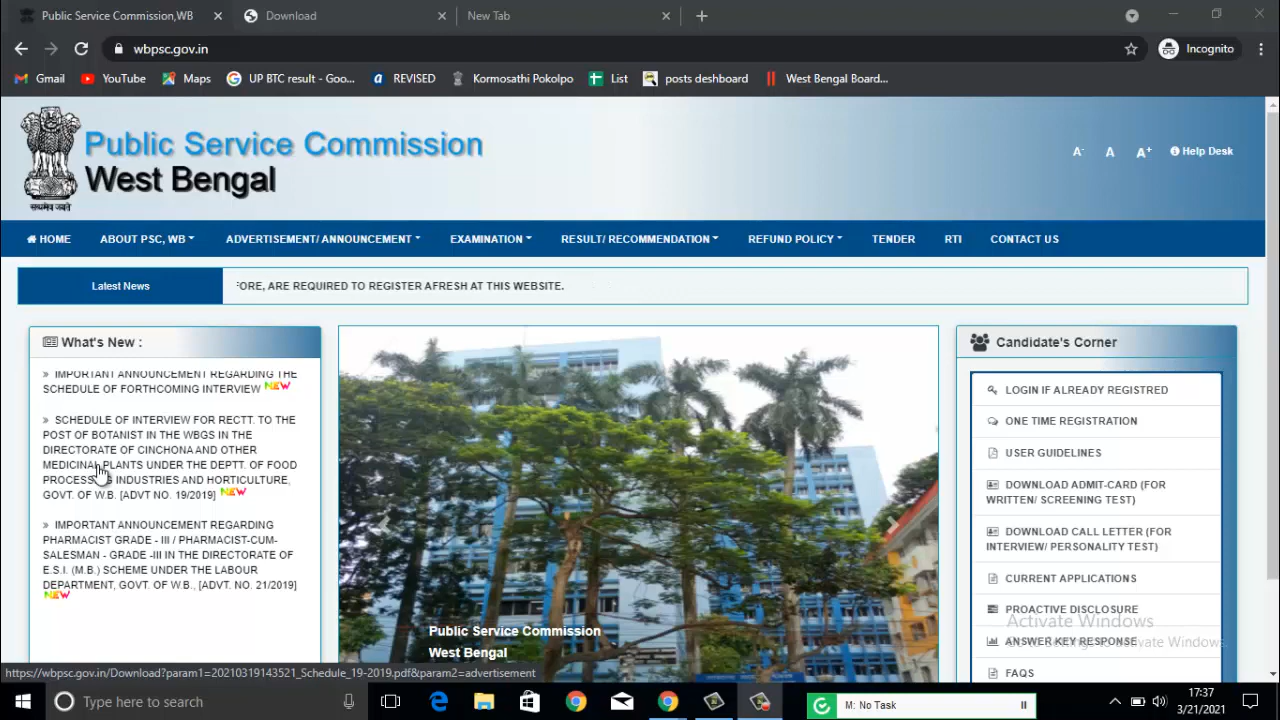 Public Service Commission,WB
Download
New Tab
wbpsc.gov.in
Incognito
Gmail
YouTube
Maps
UP BTC result - Goo...
REVISED
Kormosathi Pokolpo
List
posts deshboard
West Bengal Board...
सत्यमेव जयते
Public Service Commission
West Bengal
A-
A
A+
Help Desk
HOME
ABOUT PSC, WB
ADVERTISEMENT/ ANNOUNCEMENT
EXAMINATION
RESULT/ RECOMMENDATION
REFUND POLICY
TENDER
RTI
CONTACT US
Latest News
FORE, ARE REQUIRED TO REGISTER AFRESH AT THIS WEBSITE.
What's New :
» IMPORTANT ANNOUNCEMENT REGARDING THE
SCHEDULE OF FORTHCOMING INTERVIEW NEW
» SCHEDULE OF INTERVIEW FOR RECTT. TO THE
POST OF BOTANIST IN THE WBGS IN THE
DIRECTORATE OF CINCHONA AND OTHER
MEDICINAL PLANTS UNDER THE DEPTT. OF FOOD
PROCESSING INDUSTRIES AND HORTICULTURE,
GOVT. OF W.B. [ADVT NO. 19/2019] NEW
» IMPORTANT ANNOUNCEMENT REGARDING
PHARMACIST GRADE - III / PHARMACIST-CUM-
SALESMAN - GRADE -III IN THE DIRECTORATE OF
E.S.I. (M.B.) SCHEME UNDER THE LABOUR
DEPARTMENT, GOVT. OF W.B., [ADVT. NO. 21/2019]
NEW
Public Service Commission
West Bengal
Candidate's Corner
LOGIN IF ALREADY REGISTRED
ONE TIME REGISTRATION
USER GUIDELINES
DOWNLOAD ADMIT-CARD (FOR
WRITTEN/ SCREENING TEST)
DOWNLOAD CALL LETTER (FOR
INTERVIEW/ PERSONALITY TEST)
CURRENT APPLICATIONS
PROACTIVE DISCLOSURE
ANSWER KEY RESPONSE
FAQS
Activate Windows
Go to Settings to activate Windows.
https://wbpsc.gov.in/Download?param1=20210319143521_Schedule_19-2019.pdf&param2=advertisement
Type here to search
M: No Task
17:37
3/21/2021